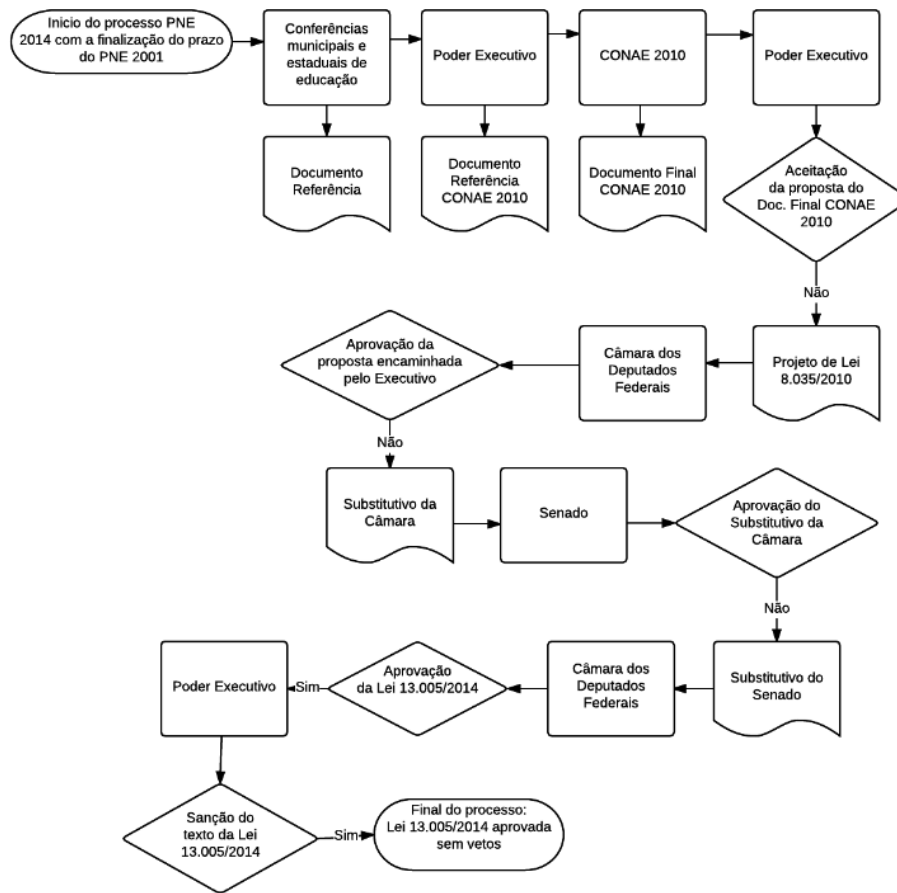 Inicio do processo PNE
2014 com a finalização do prazo
do PNE 2001
Conferências
municipais e
estaduais de
educação
Poder Executivo
CONAE 2010
Poder Executivo
Documento
Referência
Documento
Referência
CONAE 2010
Documento Final
CONAE 2010
Aceitação
da proposta do
Doc. Final CONAE
2010
Não
Projeto de Lei
8.035/2010
Câmara dos
Deputados
Federais
Aprovação da
proposta encaminhada
pelo Executivo
Não
Substitutivo da
Câmara
Senado
Aprovação do
Substitutivo da
Câmara
Não
Substitutivo do
Senado
Câmara dos
Deputados
Federais
Aprovação
da Lei 13.005/2014
Sim
Poder Executivo
Sanção do
texto da Lei
13.005/2014
Sim
Final do processo:
Lei 13.005/2014 aprovada
sem vetos